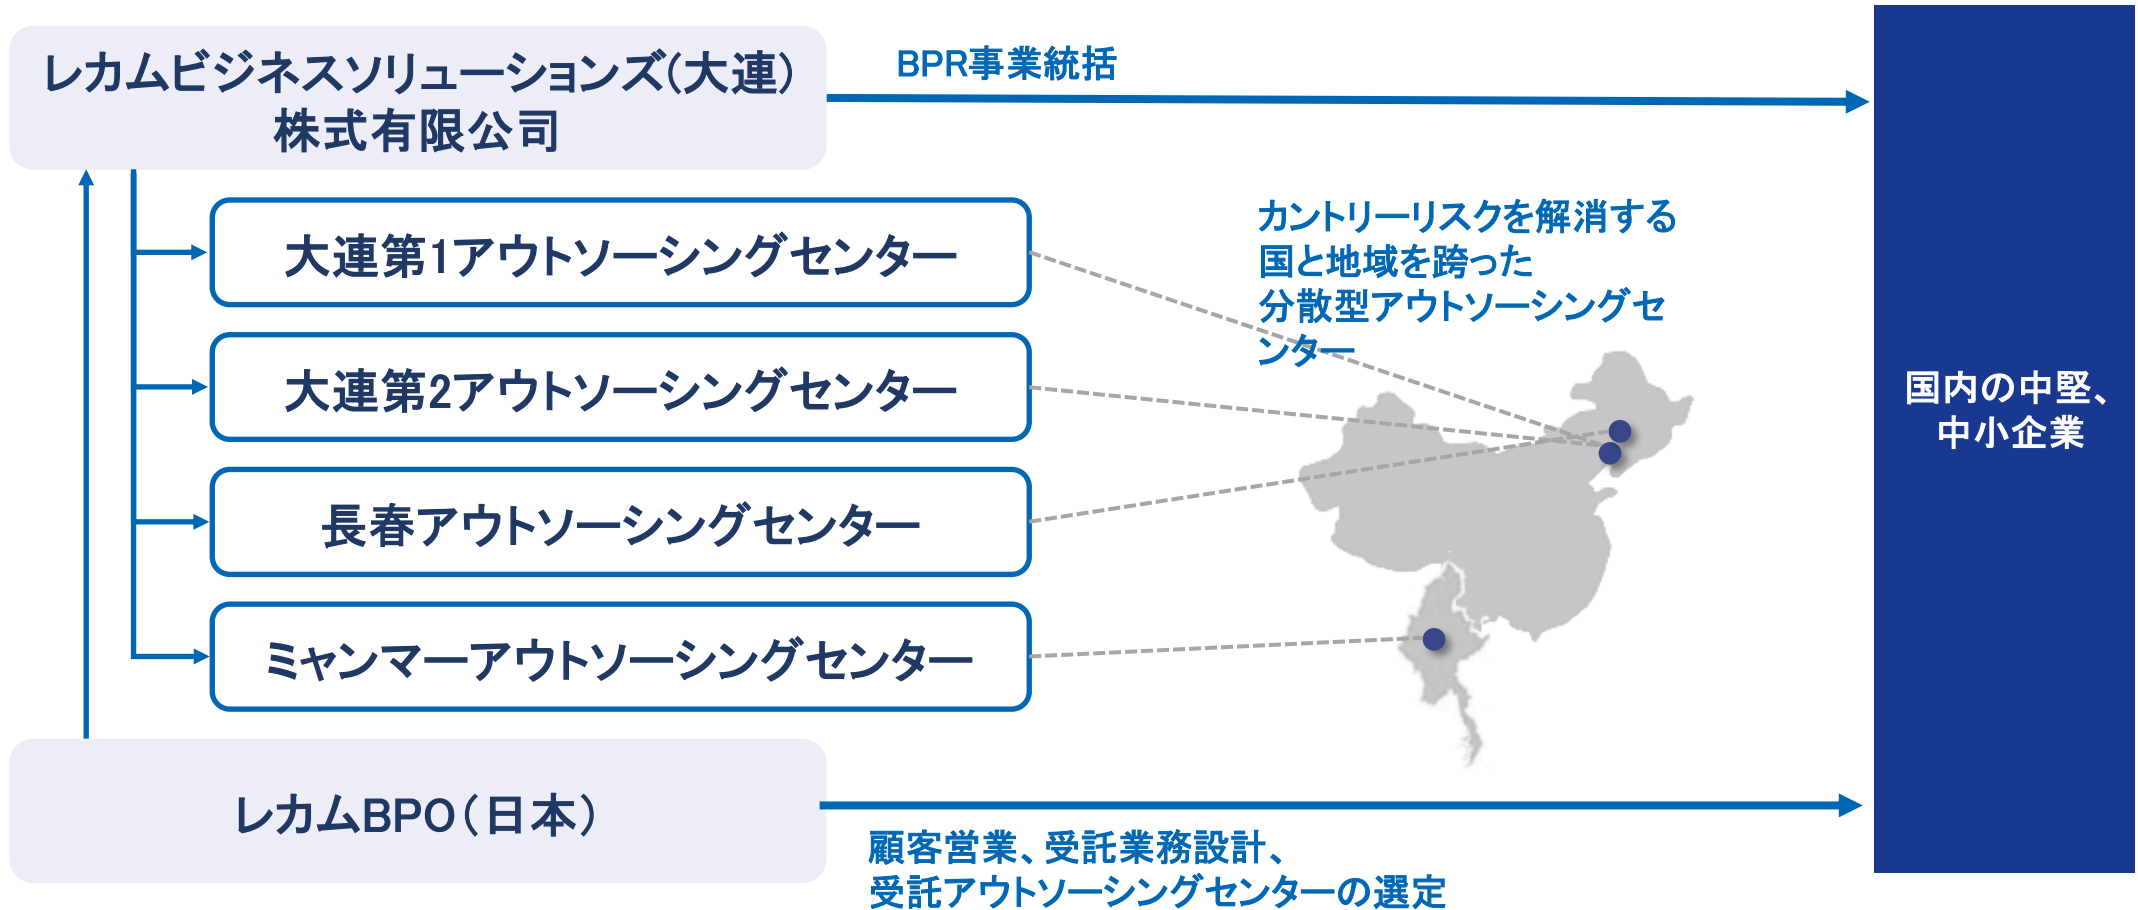 レカムビジネスソリューションズ(大連)
株式有限公司
BPR事業統括
大連第1アウトソーシングセンター
大連第2アウトソーシングセンター
長春アウトソーシングセンター
ミャンマーアウトソーシングセンター
カントリーリスクを解消する
国と地域を跨った
分散型アウトソーシングセ
ンター
国内の中堅、
中小企業
レカムBPO（日本）
顧客営業、受託業務設計、
受託アウトソーシングセンターの選定